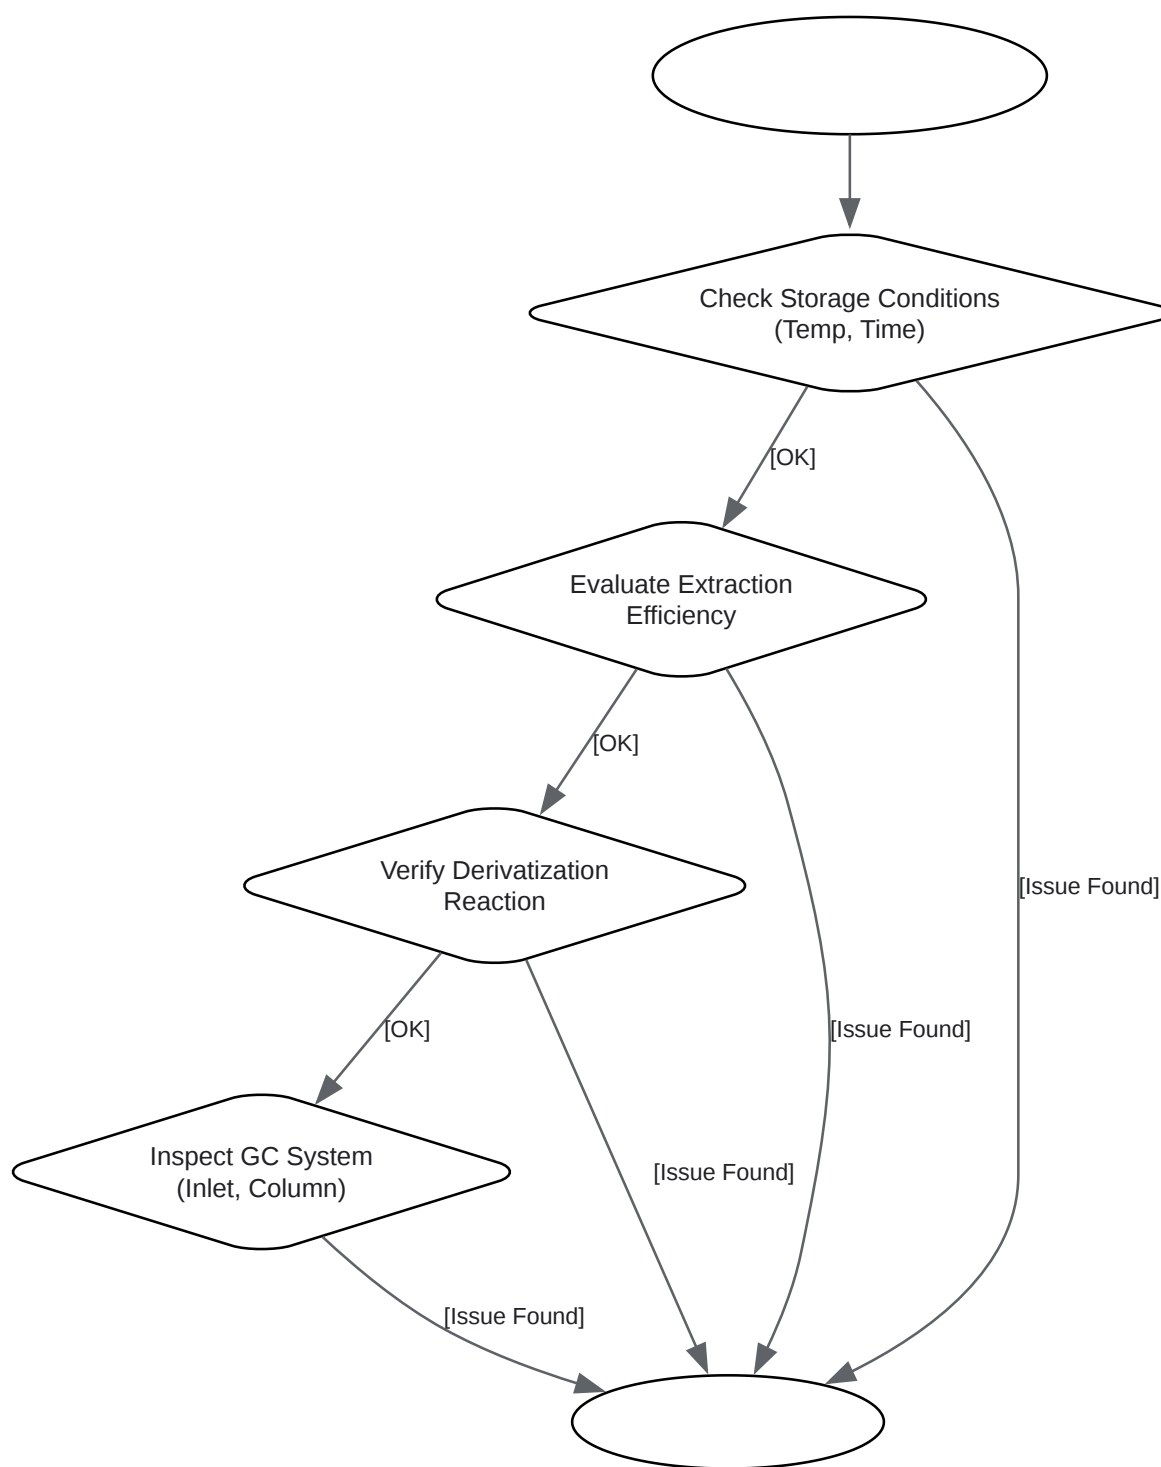 Check Storage Conditions
(Temp, Time)
[OK]
Evaluate Extraction
Efficiency
[OK]
Verify Derivatization
Reaction
[Issue Found]
[OK]
[Issue Found]
Inspect GC System
(Inlet, Column)
[Issue Found]
[Issue Found]